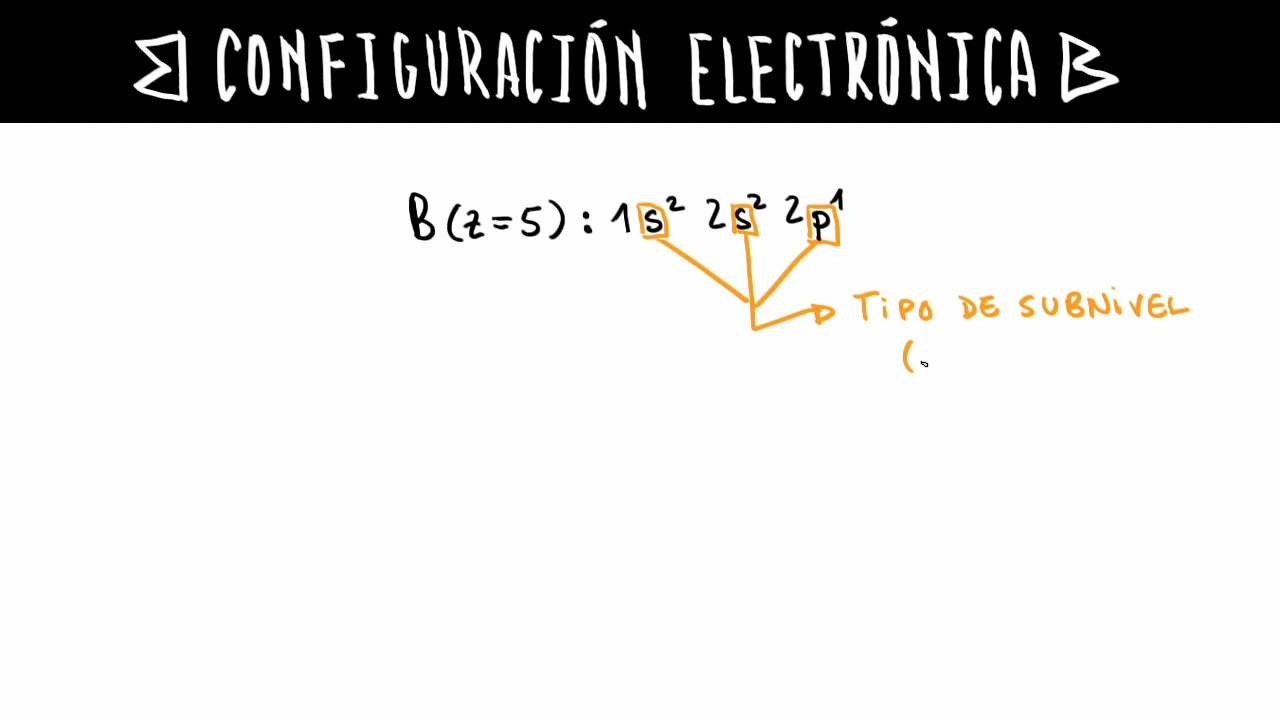 CONFIGURACIÓN ELECTRÓNICA
B (z=5) : 1s² 2s² 2p¹
TiPO DE SUBNiVEL
(